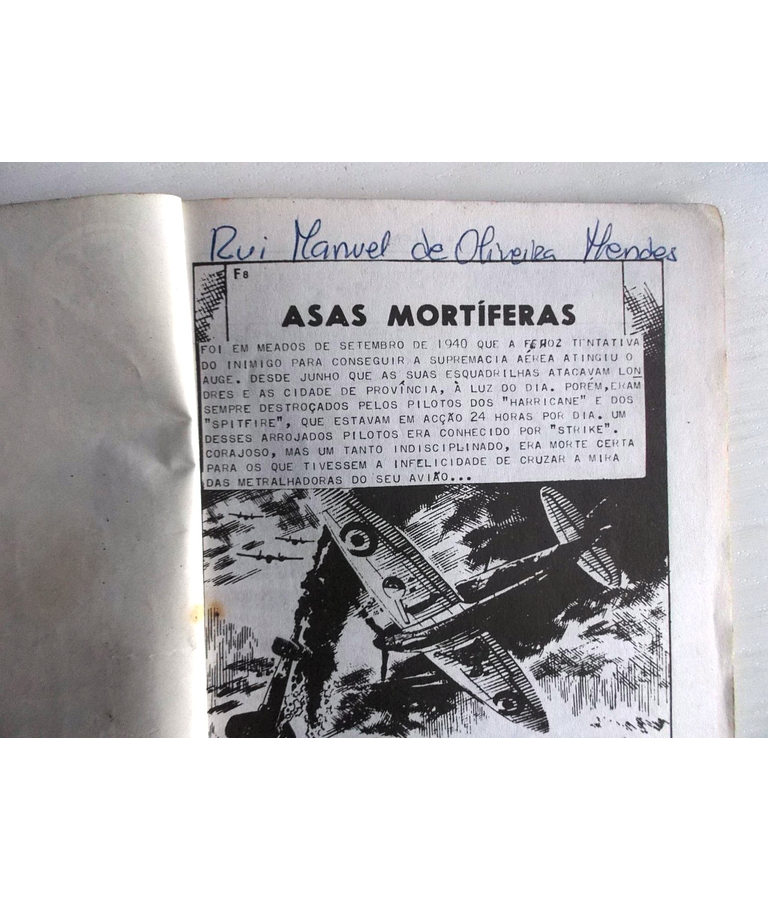 Rui Manuel de Oliveira Mendes
F8
ASAS MORTÍFERAS
FOI EM MEADOS DE SETEMBRO DE 1940 QUE A FEROZ TENTATIVA
DO INIMIGO PARA CONSEGUIR A SUPREMACIA AÉREA ATINGIU O
AUGE. DESDE JUNHO QUE AS SUAS ESQUADRILHAS ATACAVAM LON
DRES E AS CIDADE DE PROVÍNCIA, À LUZ DO DIA. PORÉM, ERAM
SEMPRE DESTROÇADOS PELOS PILOTOS DOS "HARRICANE" E DOS
"SPITFIRE", QUE ESTAVAM EM ACÇÃO 24 HORAS POR DIA. UM
DESSES ARROJADOS PILOTOS ERA CONHECIDO POR "STRIKE".
CORAJOSO, MAS UM TANTO INDISCIPLINADO, ERA MORTE CERTA
PARA OS QUE TIVESSEM A INFELICIDADE DE CRUZAR A MIRA
DAS METRALHADORAS DO SEU AVIÃO...